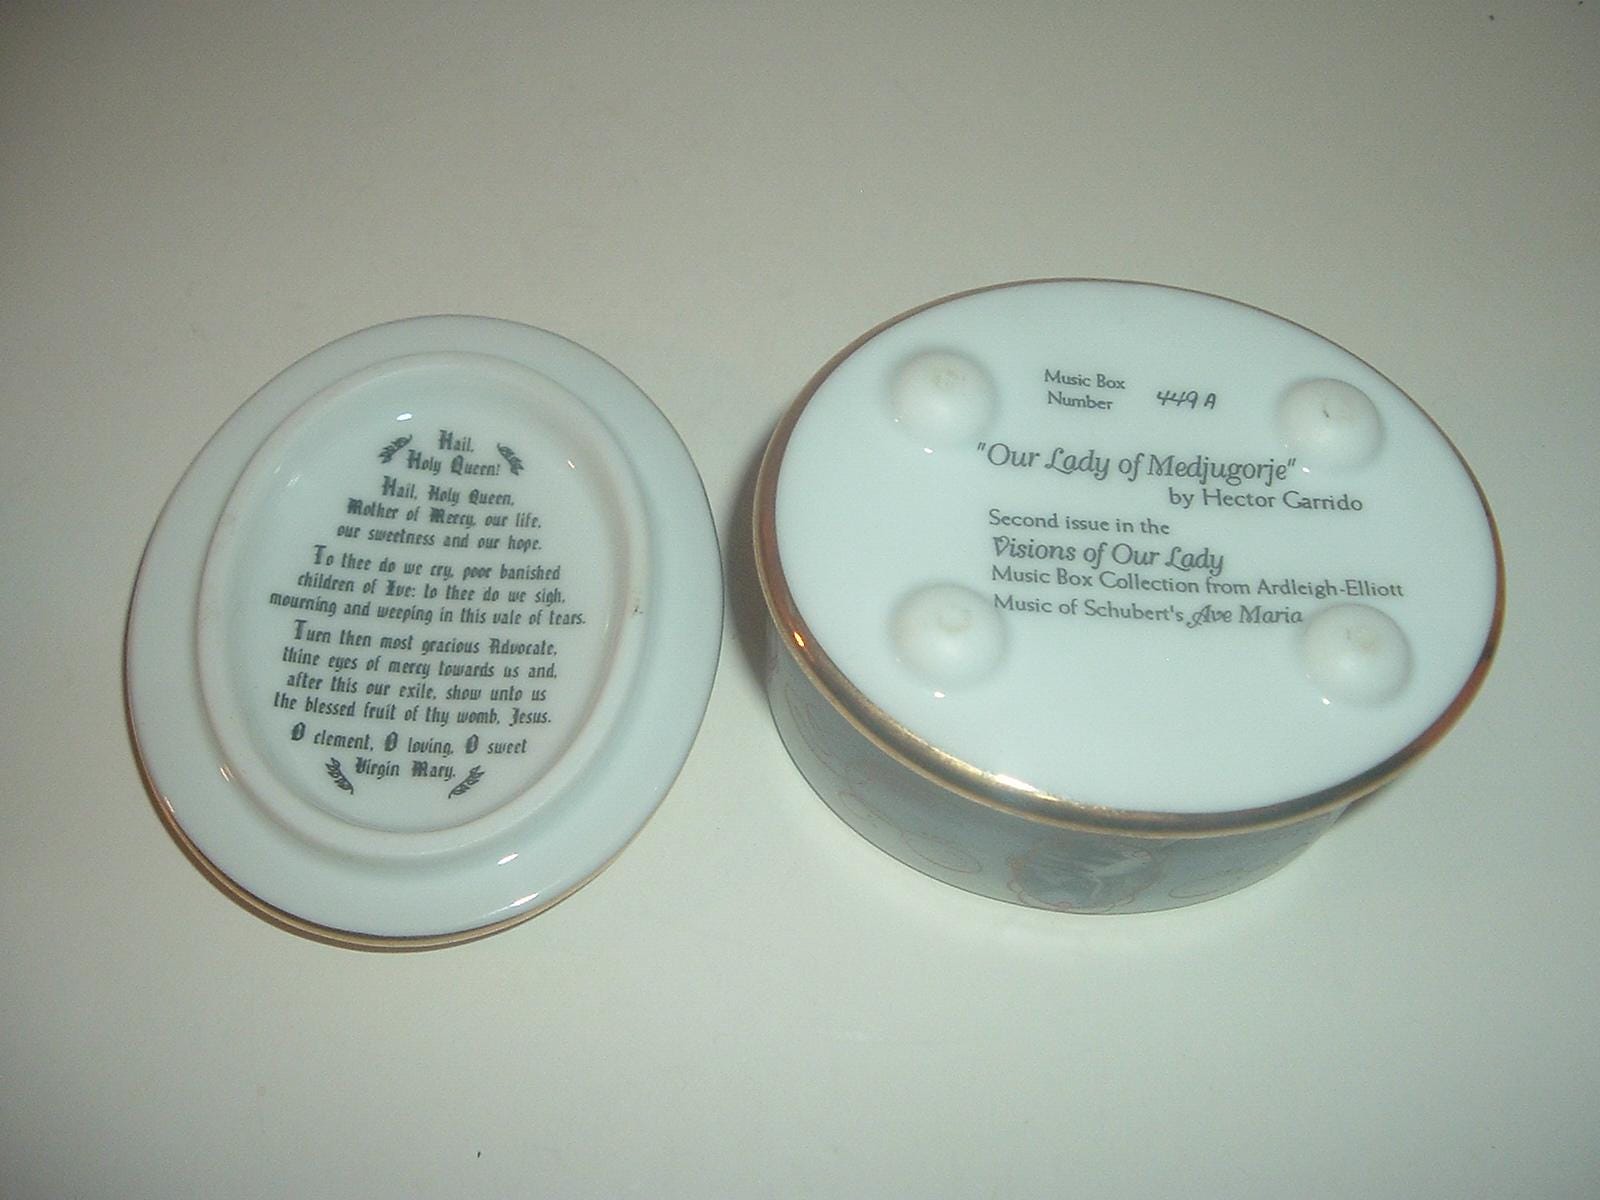 Hail,
Holy Queen!
Hail, Holy Queen,
Mother of Mercy, our life,
our sweetness and our hope.
To thee do we cry, poor banished
children of Eve: to thee do we sigh,
mourning and weeping in this vale of tears.
Turn then most gracious Advocate,
thine eyes of mercy towards us and,
after this our exile, show unto us
the blessed fruit of thy womb, Jesus.
O clement, O loving, O sweet
Virgin Mary.
Music Box
Number 449A
"Our Lady of Medjugorje"
by Hector Garrido
Second issue in the
Visions of Our Lady
Music Box Collection from Ardleigh-Elliott
Music of Schubert's Ave Maria